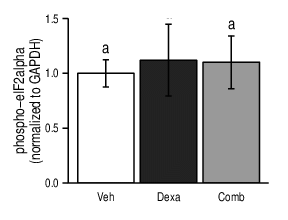 phospho−eIF2alpha
(normalized to GAPDH)
1.5
1.0
0.5
0.0
a
a
Veh
Dexa
Comb